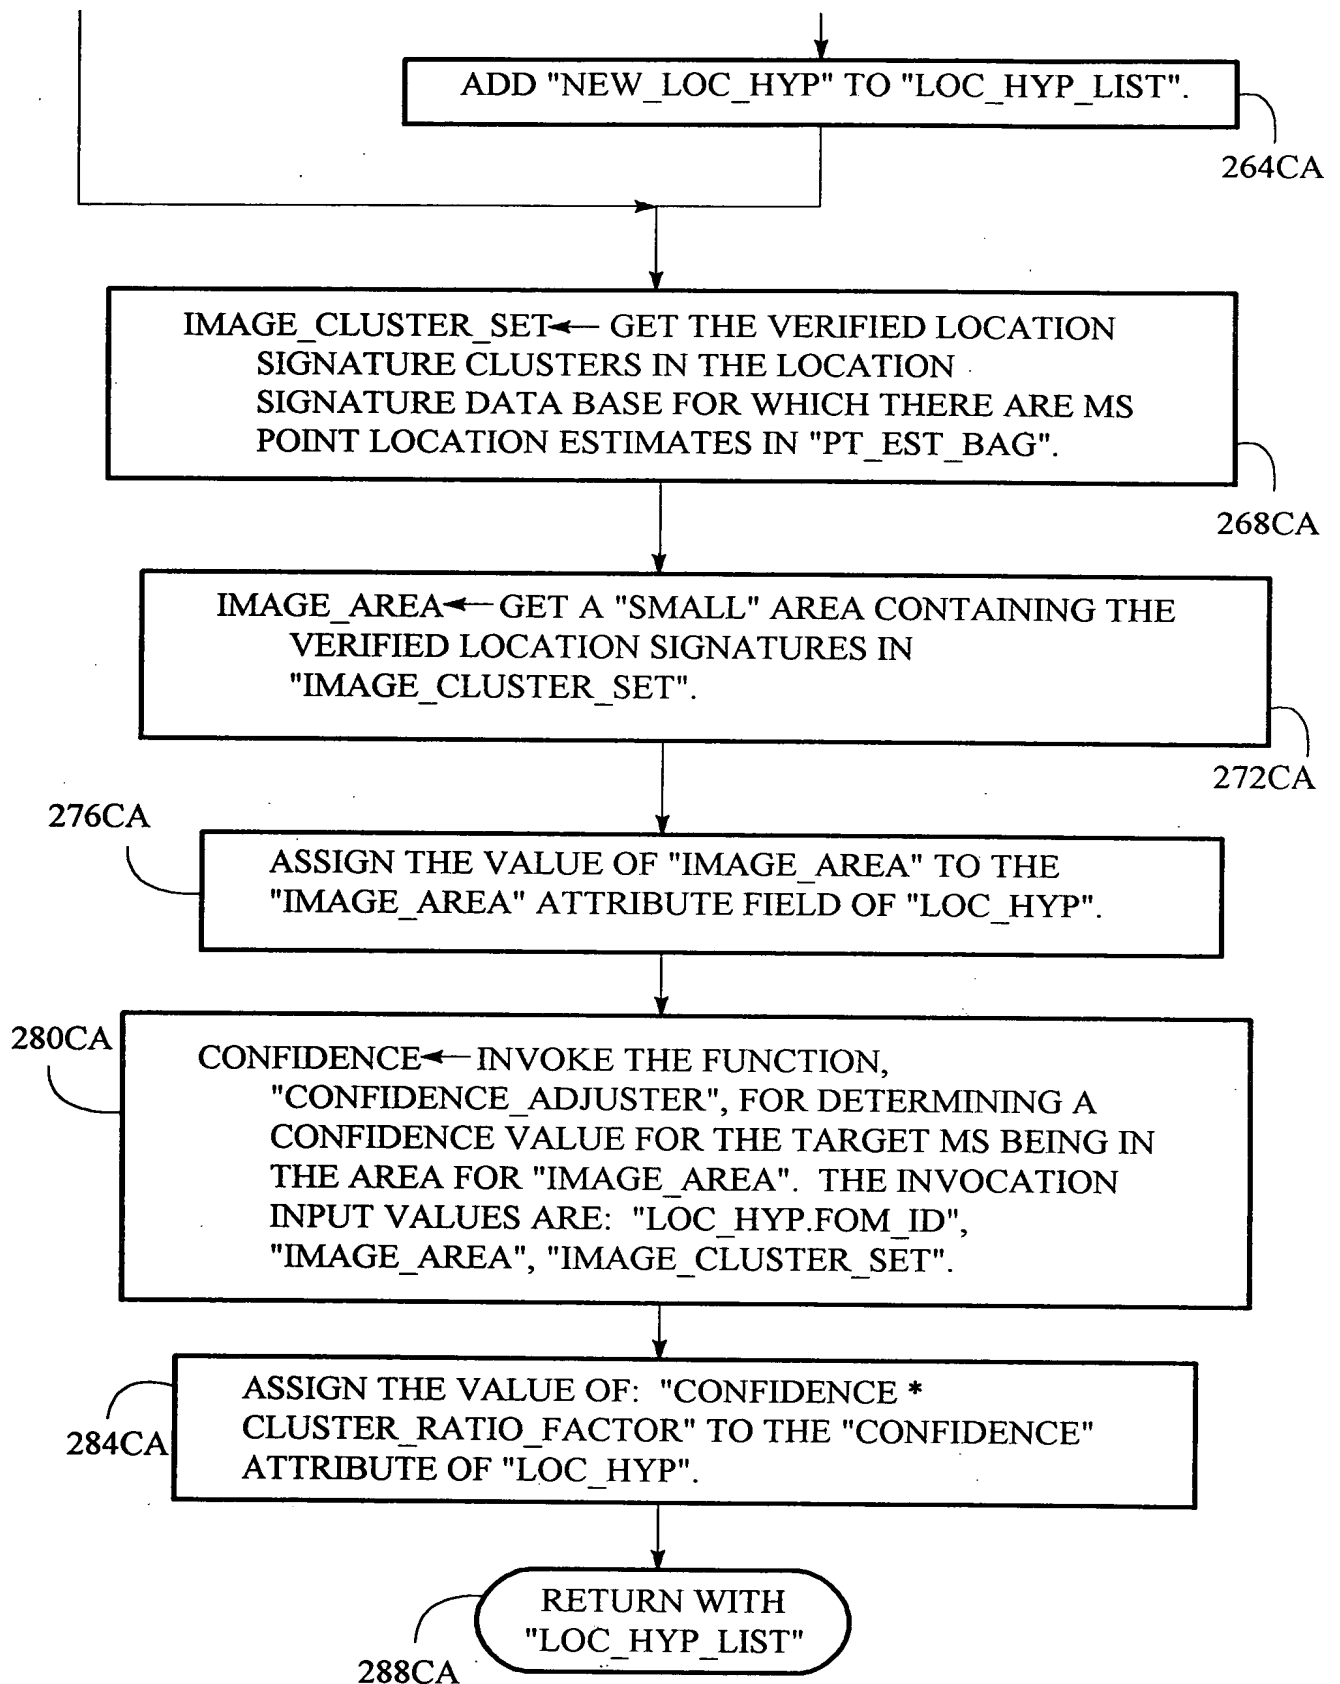 ADD "NEW_LOC_HYP" TO "LOC_HYP_LIST".
264CA
IMAGE_CLUSTER_SET← GET THE VERIFIED LOCATION
SIGNATURE CLUSTERS IN THE LOCATION
SIGNATURE DATA BASE FOR WHICH THERE ARE MS
POINT LOCATION ESTIMATES IN "PT_EST_BAG".
268CA
IMAGE_AREA← GET A "SMALL" AREA CONTAINING THE
VERIFIED LOCATION SIGNATURES IN
"IMAGE_CLUSTER_SET".
272CA
276CA
ASSIGN THE VALUE OF "IMAGE_AREA" TO THE
"IMAGE_AREA" ATTRIBUTE FIELD OF "LOC_HYP".
280CA
CONFIDENCE← INVOKE THE FUNCTION,
"CONFIDENCE_ADJUSTER", FOR DETERMINING A
CONFIDENCE VALUE FOR THE TARGET MS BEING IN
THE AREA FOR "IMAGE_AREA". THE INVOCATION
INPUT VALUES ARE: "LOC_HYP.FOM_ID",
"IMAGE_AREA", "IMAGE_CLUSTER_SET".
ASSIGN THE VALUE OF: "CONFIDENCE *
CLUSTER_RATIO_FACTOR" TO THE "CONFIDENCE"
ATTRIBUTE OF "LOC_HYP".
284CA
RETURN WITH
"LOC_HYP_LIST"
288CA